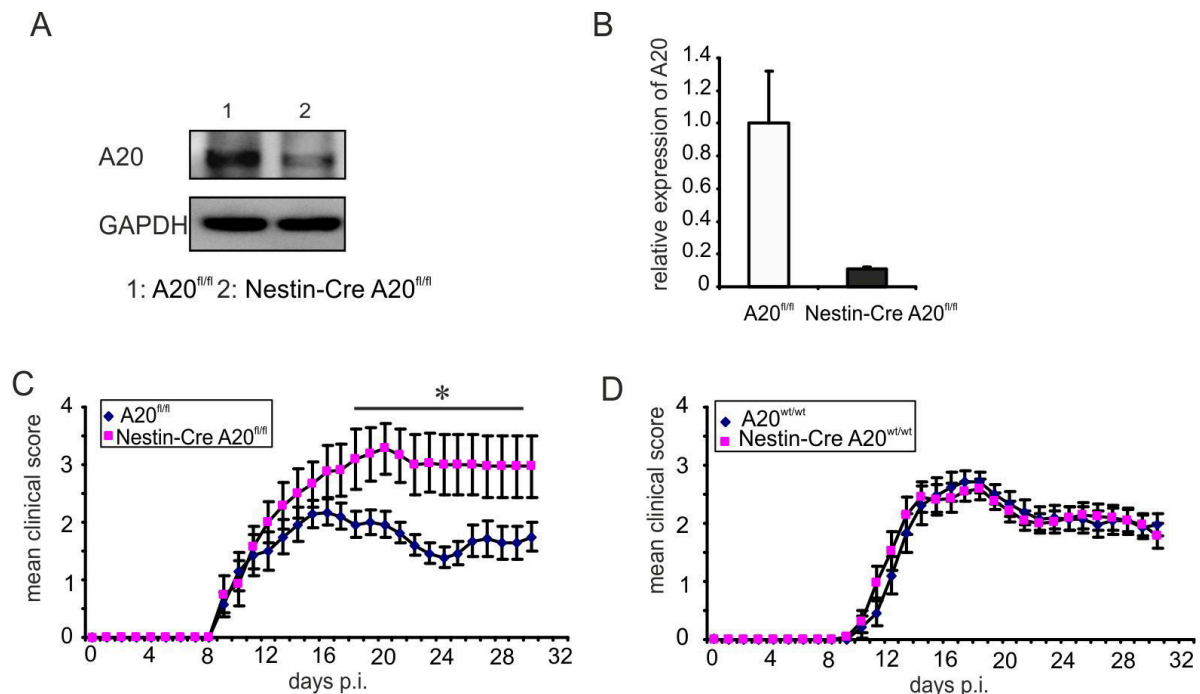 A
1 2
A20
GAPDH
1: A20fl/fl 2: Nestin-Cre A20fl/fl
B
relative expression of A20
1.4
1.2
1.0
0.8
0.6
0.4
0.2
0
A20fl/fl Nestin-Cre A20fl/fl
C
mean clinical score
4
3
2
1
0
A20fl/fl
Nestin-Cre A20fl/fl
*
0 4 8 12 16 20 24 28 32
days p.i.
D
mean clinical score
4
3
2
1
0
A20wt/wt
Nestin-Cre A20wt/wt
0 4 8 12 16 20 24 28 32
days p.i.